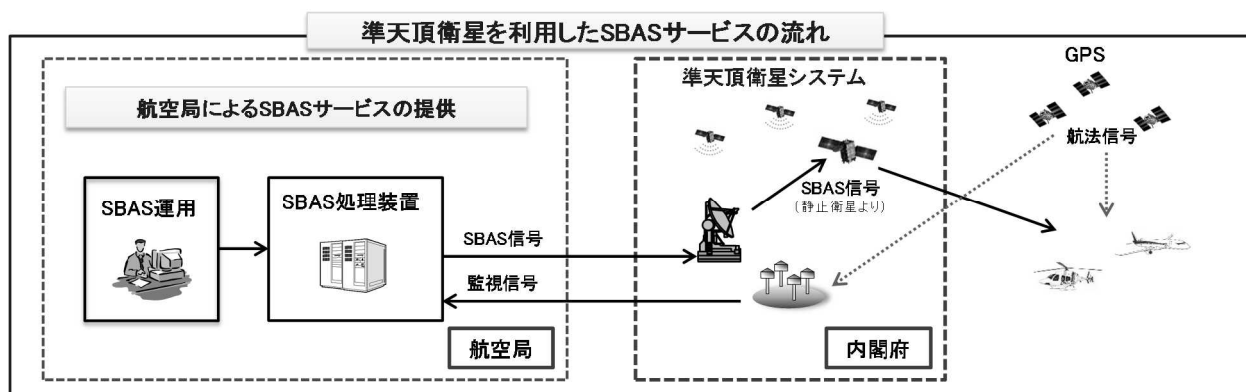 準天頂衛星を利用したSBASサービスの流れ
航空局によるSBASサービスの提供
SBAS運用
SBAS処理装置
SBAS信号
監視信号
航空局
準天頂衛星システム
SBAS信号
(静止衛星より)
内閣府
GPS
航法信号